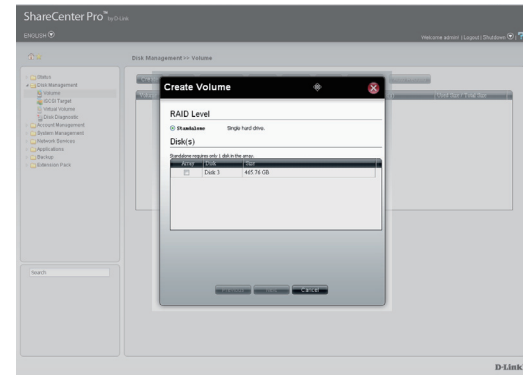 ShareCenter Pro™ by D-Link
ENGLISH
Welcome admin! | Logout | Shutdown
Disk Management >> Volume
Status
Disk Management
Volume
iSCSI Target
Virtual Volume
Disk Diagnostic
Account Management
System Management
Network Services
Applications
Backup
Extension Pack
Search
Create Volume
RAID Level
Standalone Single hard drive.
Disk(s)
Standalone requires only 1 disk in the array.
Array Disk Size
Disk 3 465.76 GB
Previous Next Cancel
D-Link